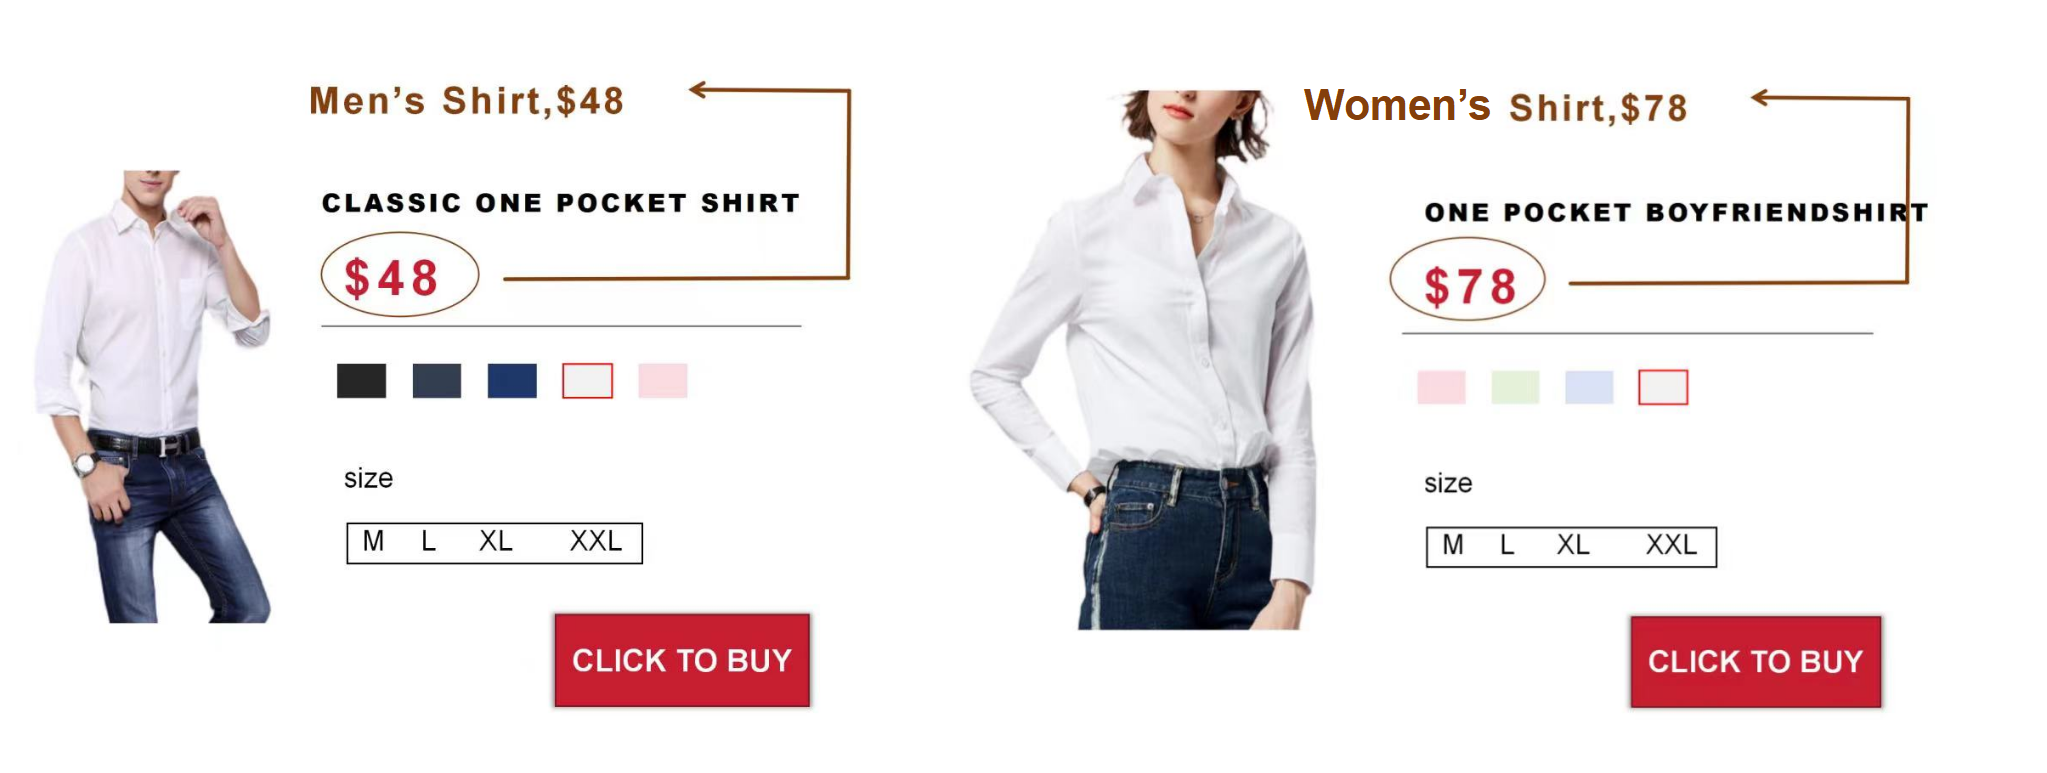 Men’s Shirt,$48
CLASSIC ONE POCKET SHIRT
$48
size
M L XL XXL
CLICK TO BUY
Women’s Shirt,$78
ONE POCKET BOYFRIENDSHIRT
$78
size
M L XL XXL
CLICK TO BUY